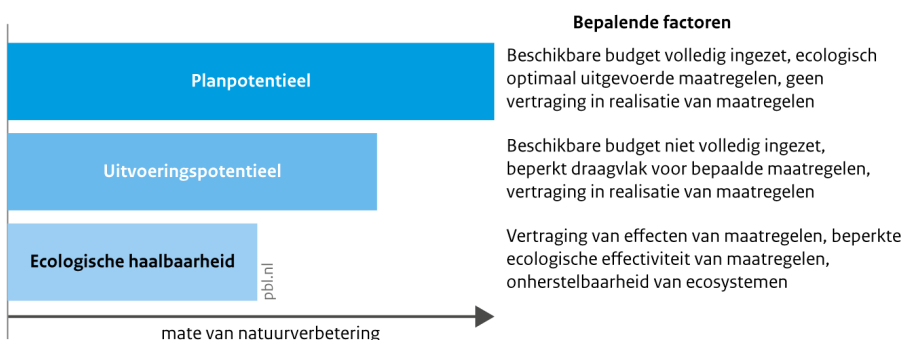 Bepalende factoren
Planpotentieel
Beschikbare budget volledig ingezet, ecologisch
optimaal uitgevoerde maatregelen, geen
vertraging in realisatie van maatregelen
Uitvoeringspotentieel
Beschikbare budget niet volledig ingezet,
beperkt draagvlak voor bepaalde maatregelen,
vertraging in realisatie van maatregelen
Ecologische haalbaarheid
pbl.nl
Vertraging van effecten van maatregelen, beperkte
ecologische effectiviteit van maatregelen,
onherstelbaarheid van ecosystemen
mate van natuurverbetering